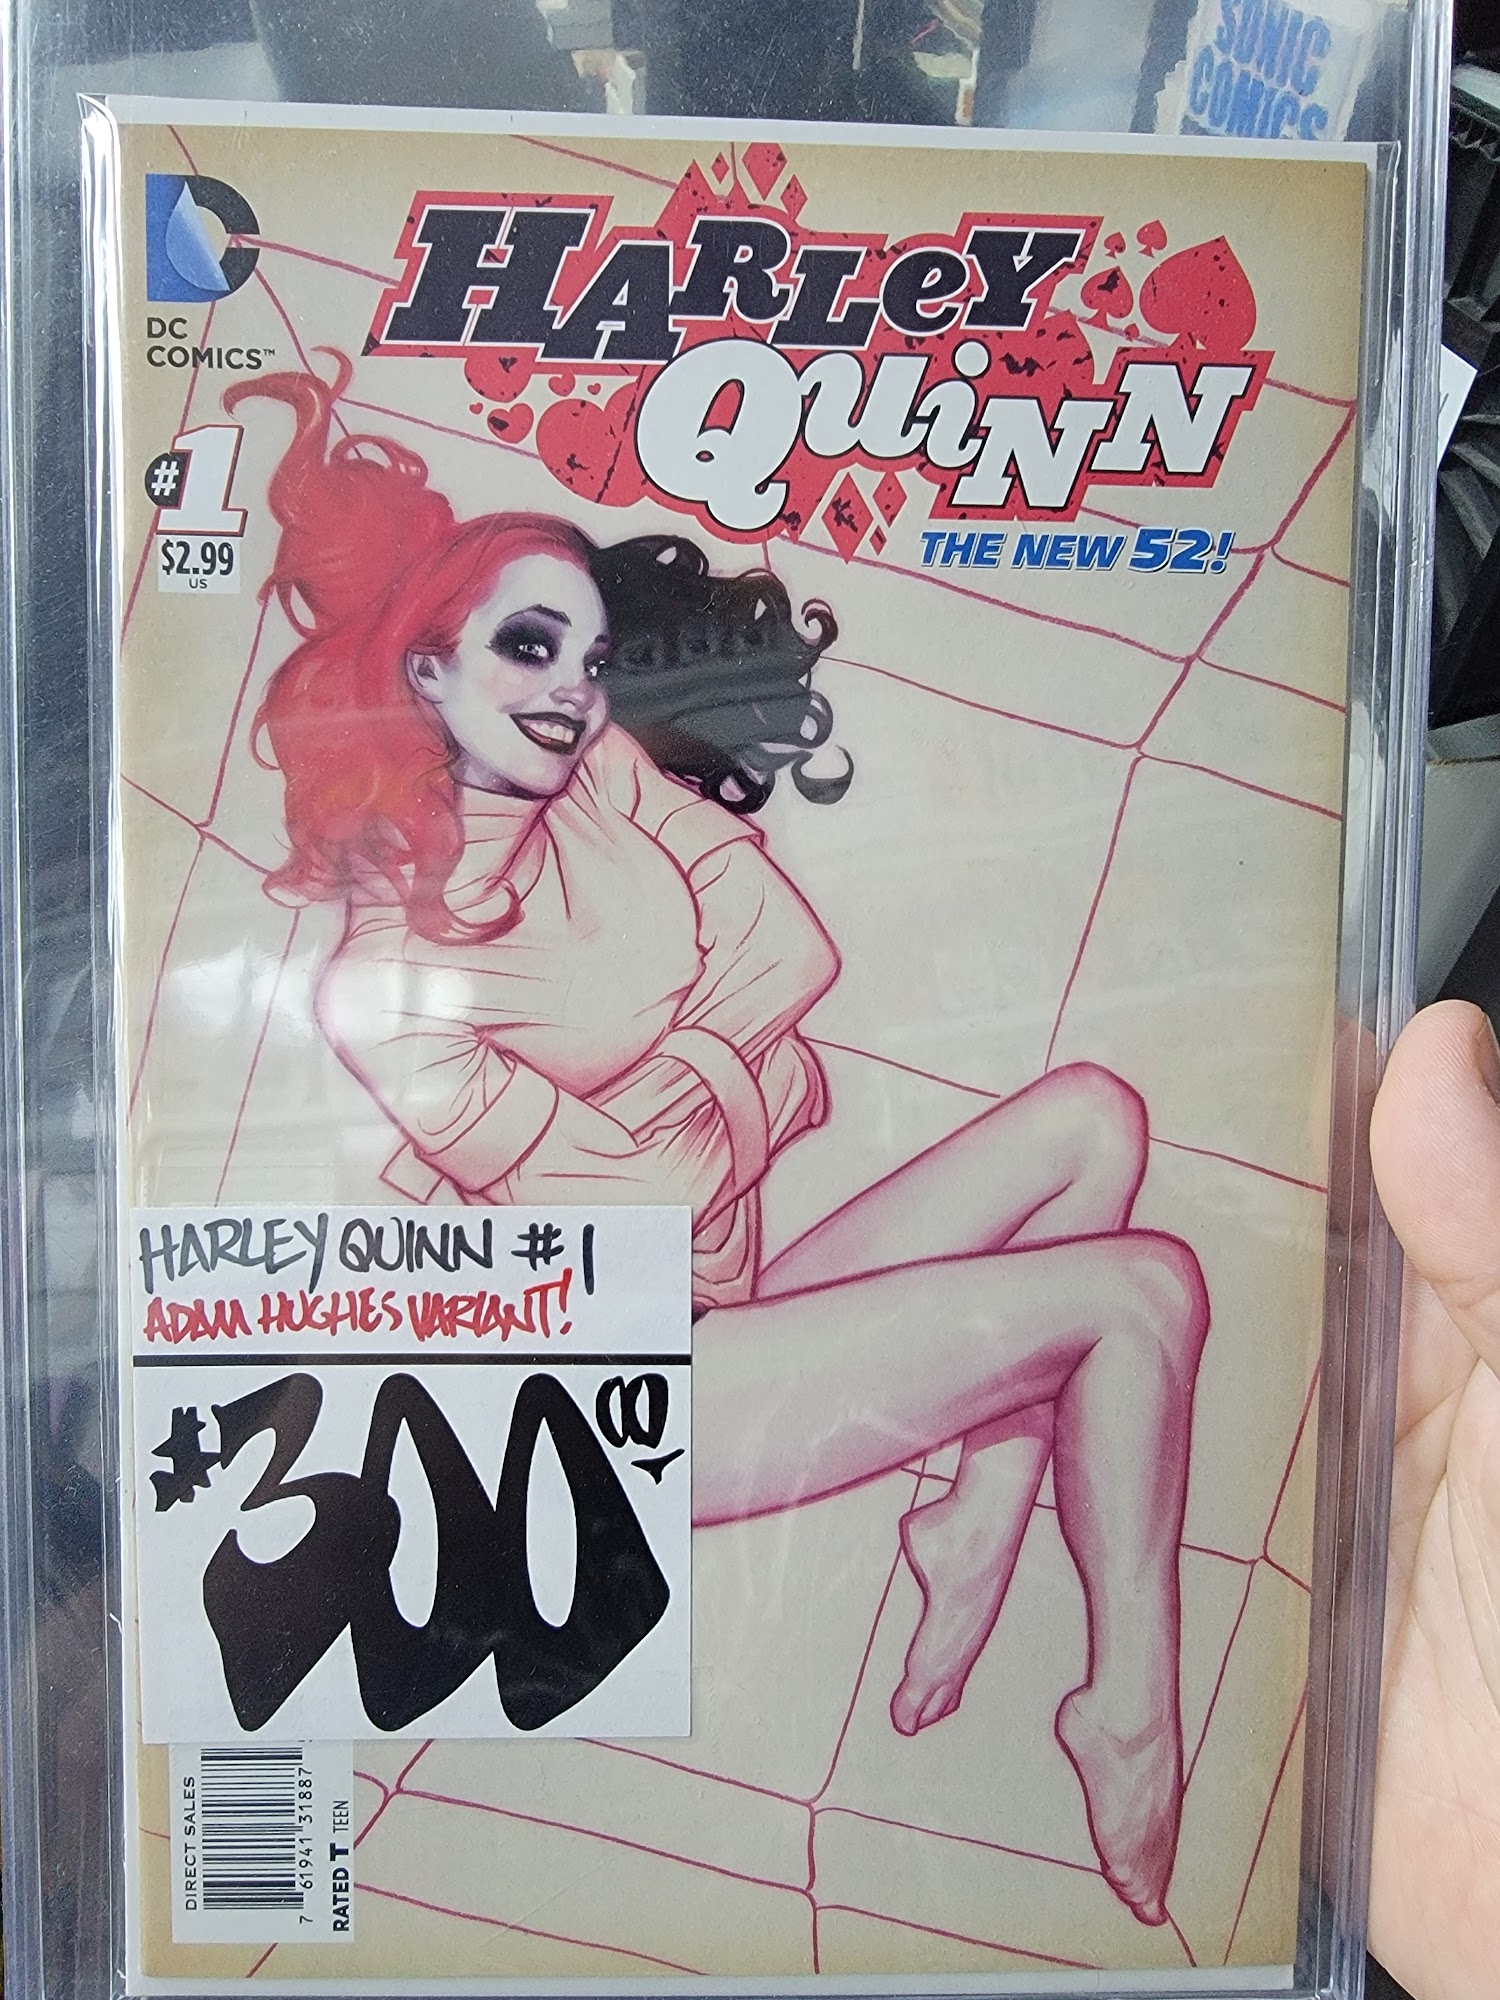 SONIC
COMICS
DC
COMICS™
HARLEY
QUINN
THE NEW 52!
#1
$2.99
US
HARLEY QUINN #1
ADAM HUGHES VARIANT!
$300.00
DIRECT SALES
7 61941 31887
RATED T TEEN